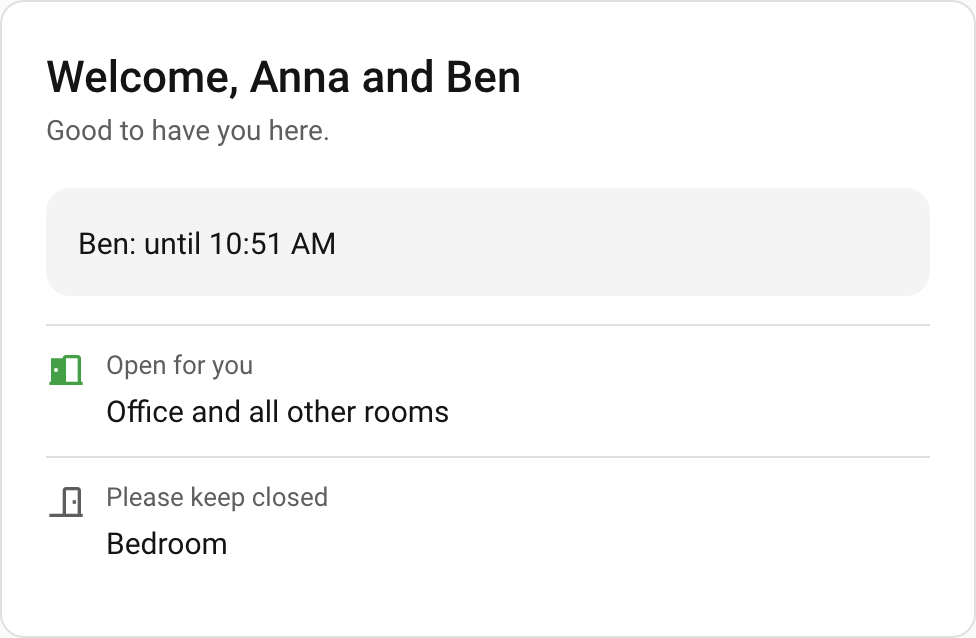 Welcome, Anna and Ben
Good to have you here.
Ben: until 10:51 AM
Open for you
Office and all other rooms
Please keep closed
Bedroom